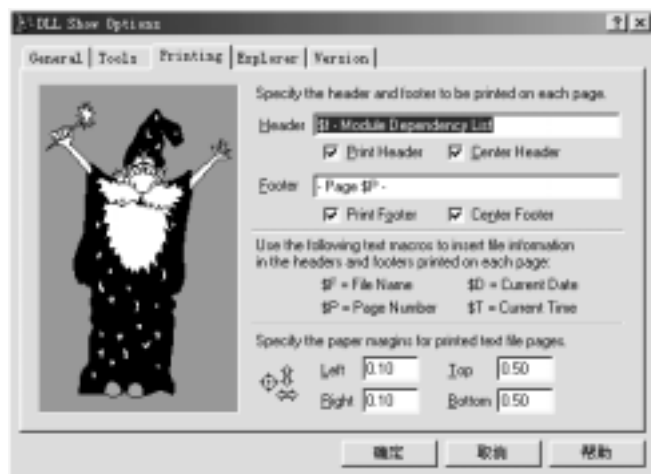 DLL Show Options
General Tools Printing Explorer Version
Specify the header and footer to be printed on each page.
Header $f - Module Dependency List
Print Header Center Header
Footer - Page $P -
Print Footer Center Footer
Use the following text macros to insert file information
in the headers and footers printed on each page:
$F = File Name $D = Current Date
$P = Page Number $T = Current Time
Specify the paper margins for printed text file pages.
Left 0.10 Top 0.50
Right 0.10 Bottom 0.50
确定 取消 帮助